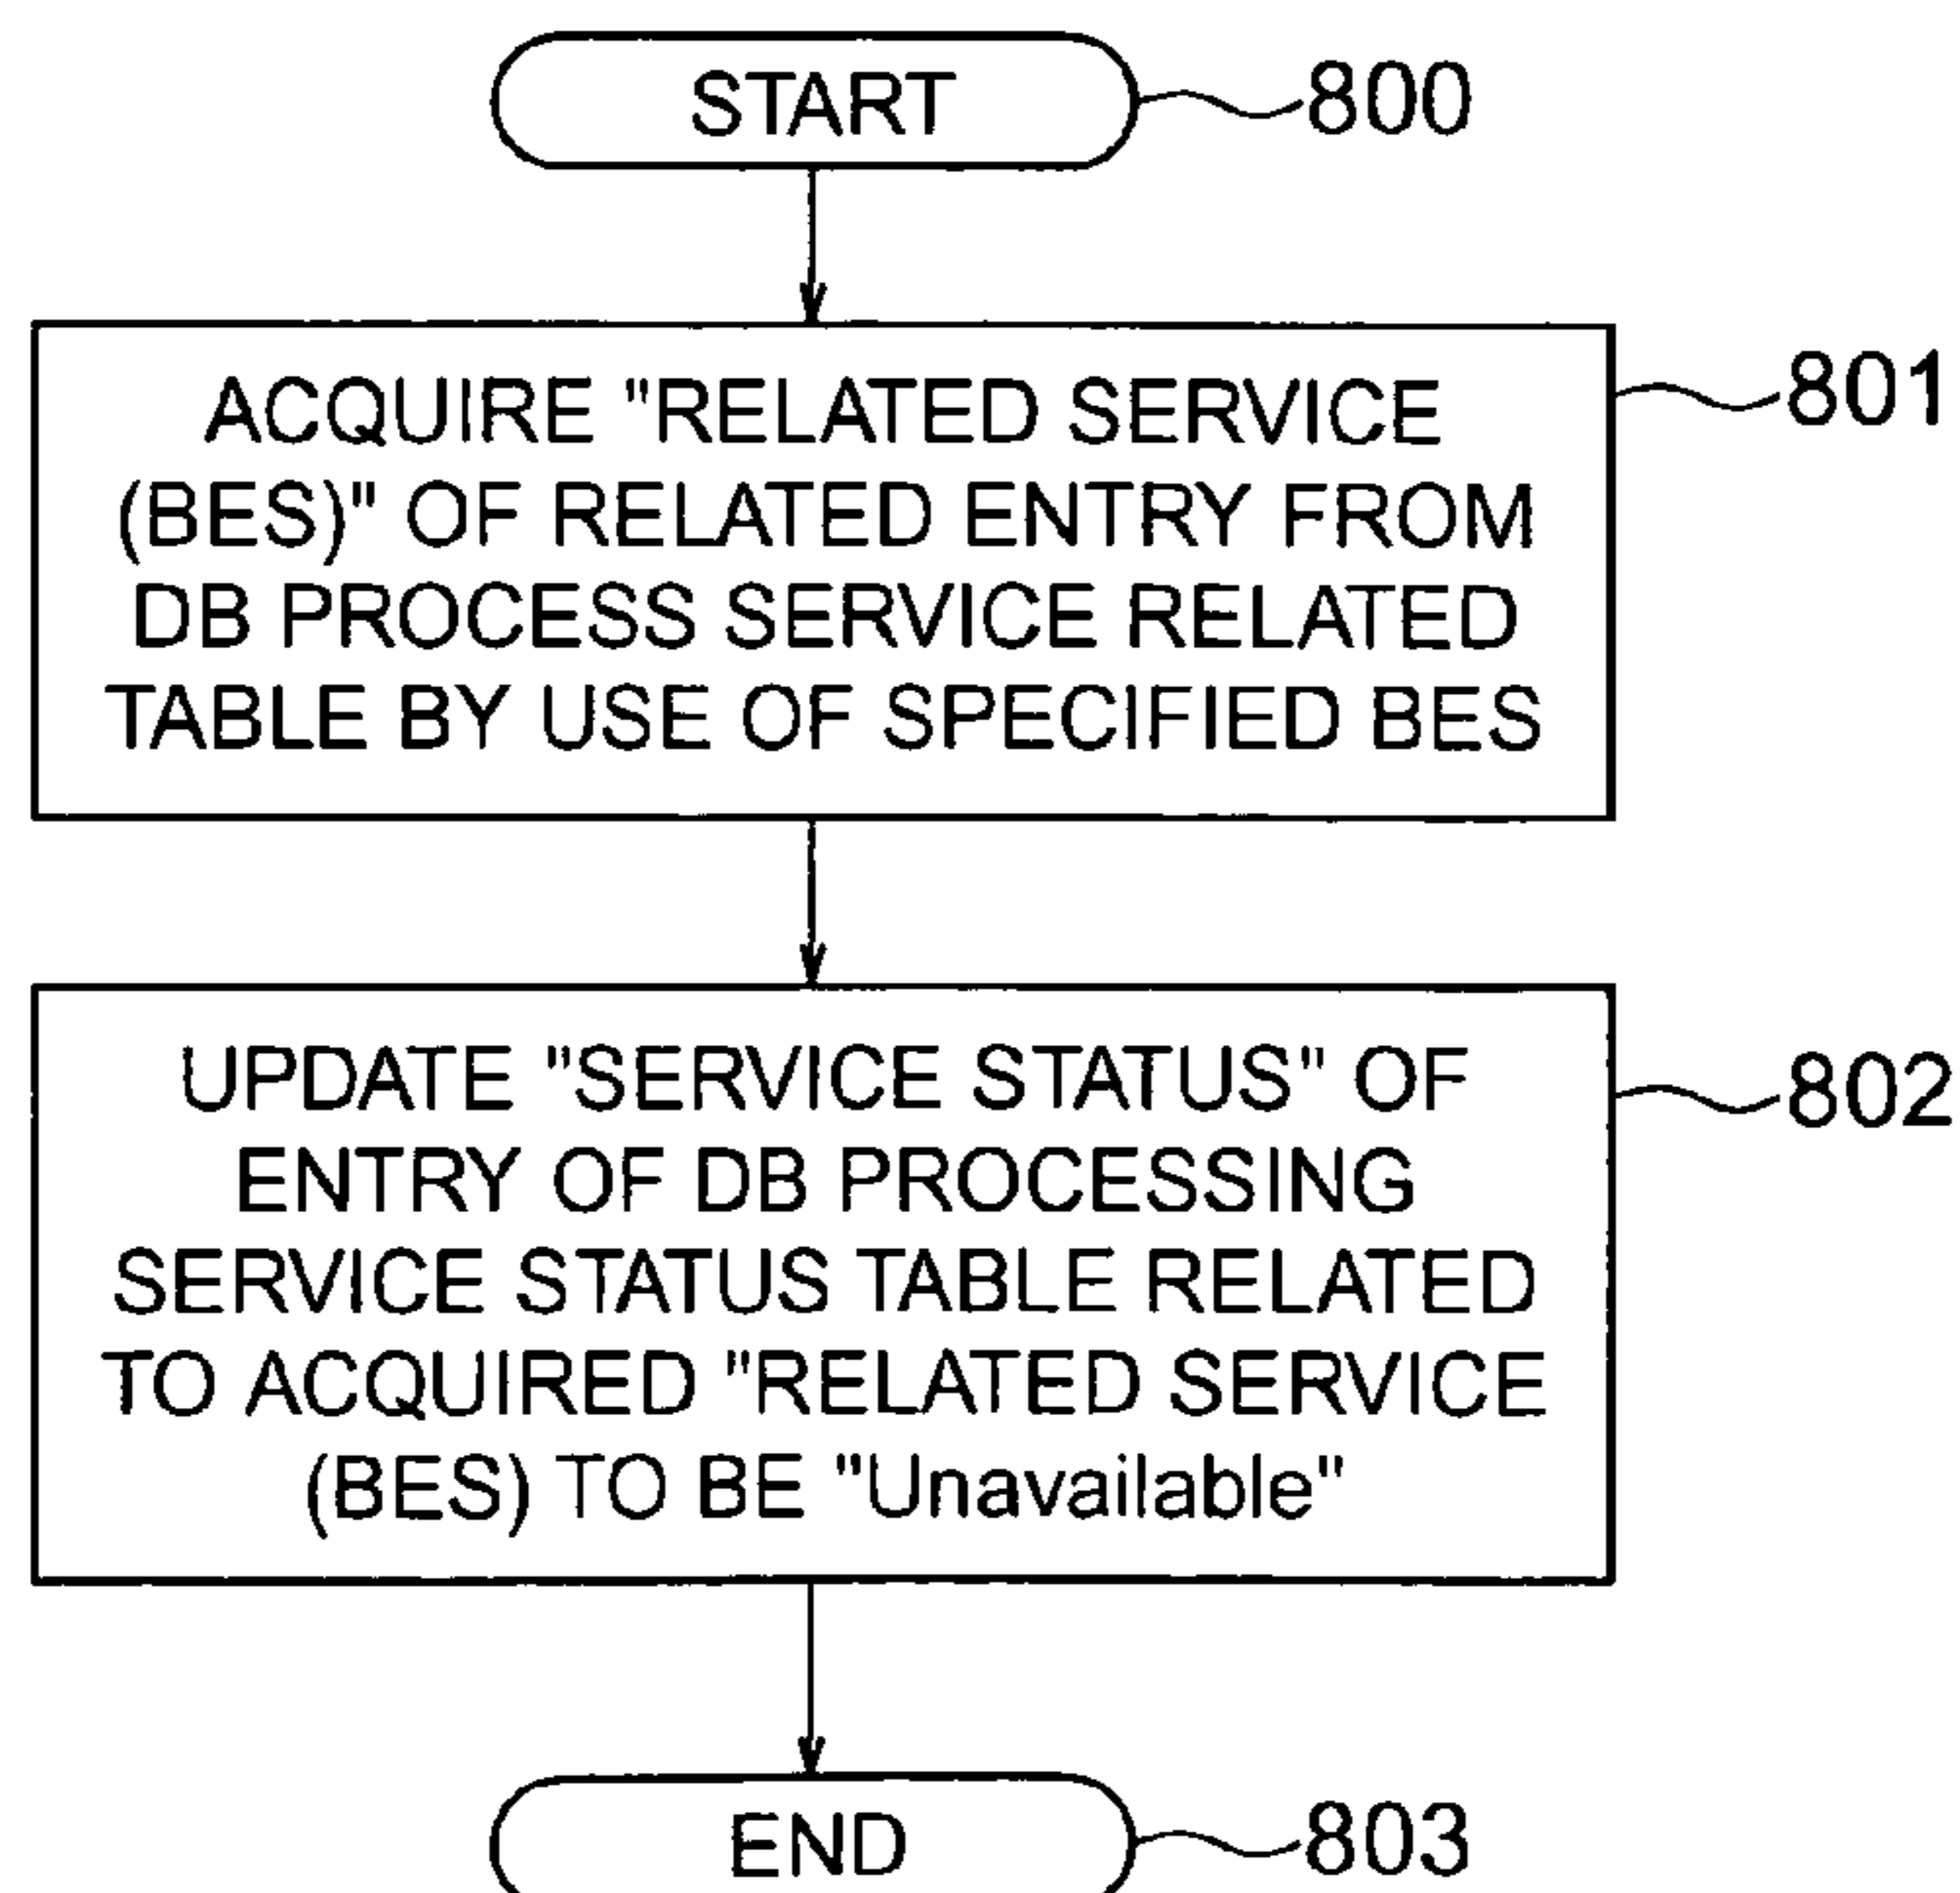 START
800
ACQUIRE "RELATED SERVICE
801
(BES)" OF RELATED ENTRY FROM
DB PROCESS SERVICE RELATED
TABLE BY USE OF SPECIFIED BES
UPDATE "SERVICE STATUS" OF
802
ENTRY OF DB PROCESSING
SERVICE STATUS TABLE RELATED
TO ACQUIRED "RELATED SERVICE
(BES) TO BE "Unavailable"
END
803